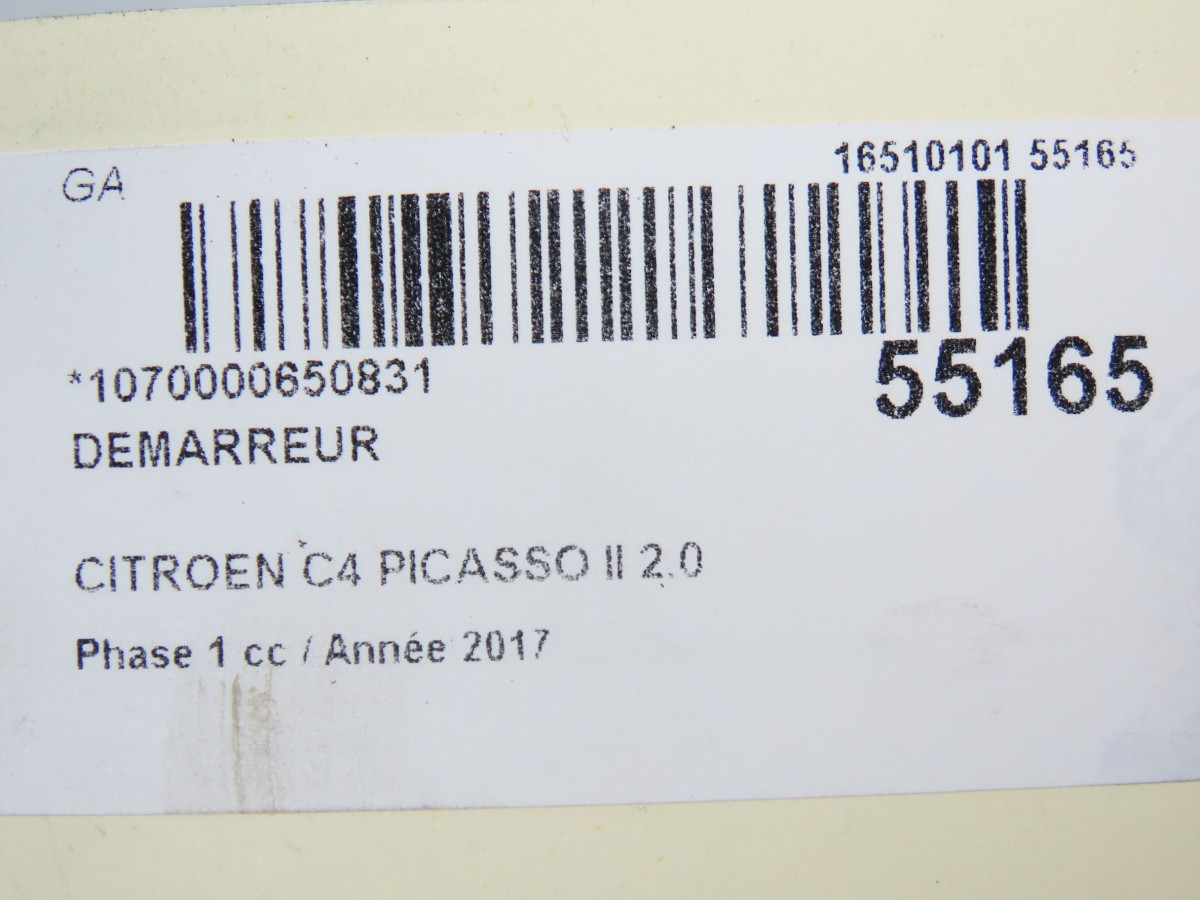 GA
16510101 55165
*1070000650831
55165
DEMARREUR
CITROEN C4 PICASSO II 2.0
Phase 1 cc / Année 2017